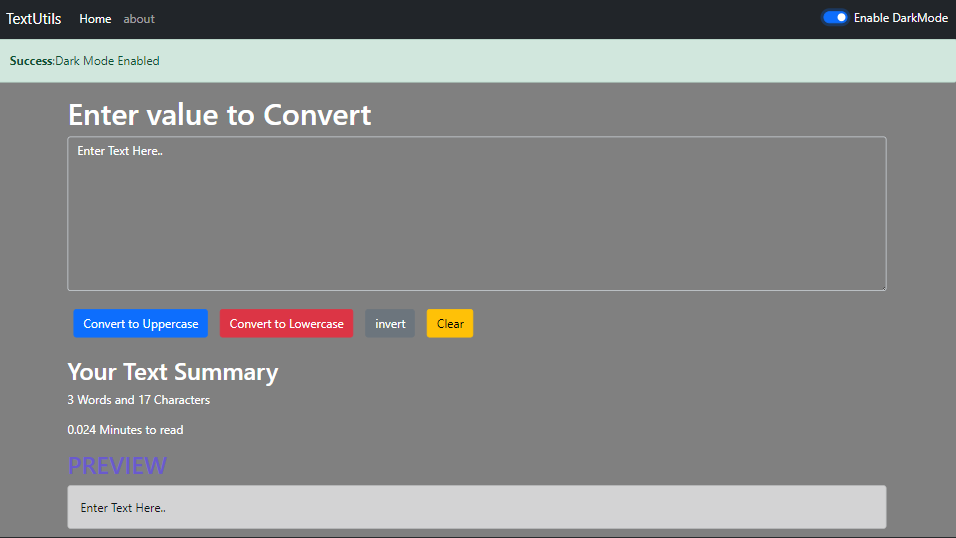 TextUtils Home about Enable DarkMode
Success:Dark Mode Enabled
Enter value to Convert
Enter Text Here..
Convert to Uppercase Convert to Lowercase invert Clear
Your Text Summary
3 Words and 17 Characters
0.024 Minutes to read
PREVIEW
Enter Text Here..